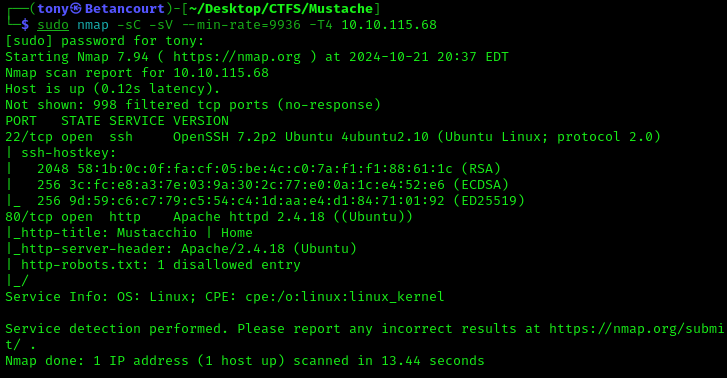 ┌──(tony㉿Betancourt)-[~/Desktop/CTFS/Mustache]
└─$ sudo nmap -sC -sV --min-rate=9936 -T4 10.10.115.68
[sudo] password for tony:
Starting Nmap 7.94 ( https://nmap.org ) at 2024-10-21 20:37 EDT
Nmap scan report for 10.10.115.68
Host is up (0.12s latency).
Not shown: 998 filtered tcp ports (no-response)
PORT   STATE SERVICE VERSION
22/tcp open  ssh     OpenSSH 7.2p2 Ubuntu 4ubuntu2.10 (Ubuntu Linux; protocol 2.0)
| ssh-hostkey:
|   2048 58:1b:0c:0f:fa:cf:05:be:4c:c0:7a:f1:f1:88:61:1c (RSA)
|   256 3c:fc:e8:a3:7e:03:9a:30:2c:77:e0:0a:1c:e4:52:e6 (ECDSA)
|_  256 9d:59:c6:c7:79:c5:54:c4:1d:aa:e4:d1:84:71:01:92 (ED25519)
80/tcp open  http    Apache httpd 2.4.18 ((Ubuntu))
|_http-title: Mustacchio | Home
|_http-server-header: Apache/2.4.18 (Ubuntu)
| http-robots.txt: 1 disallowed entry
|_/
Service Info: OS: Linux; CPE: cpe:/o:linux:linux_kernel

Service detection performed. Please report any incorrect results at https://nmap.org/submi
t/ .
Nmap done: 1 IP address (1 host up) scanned in 13.44 seconds